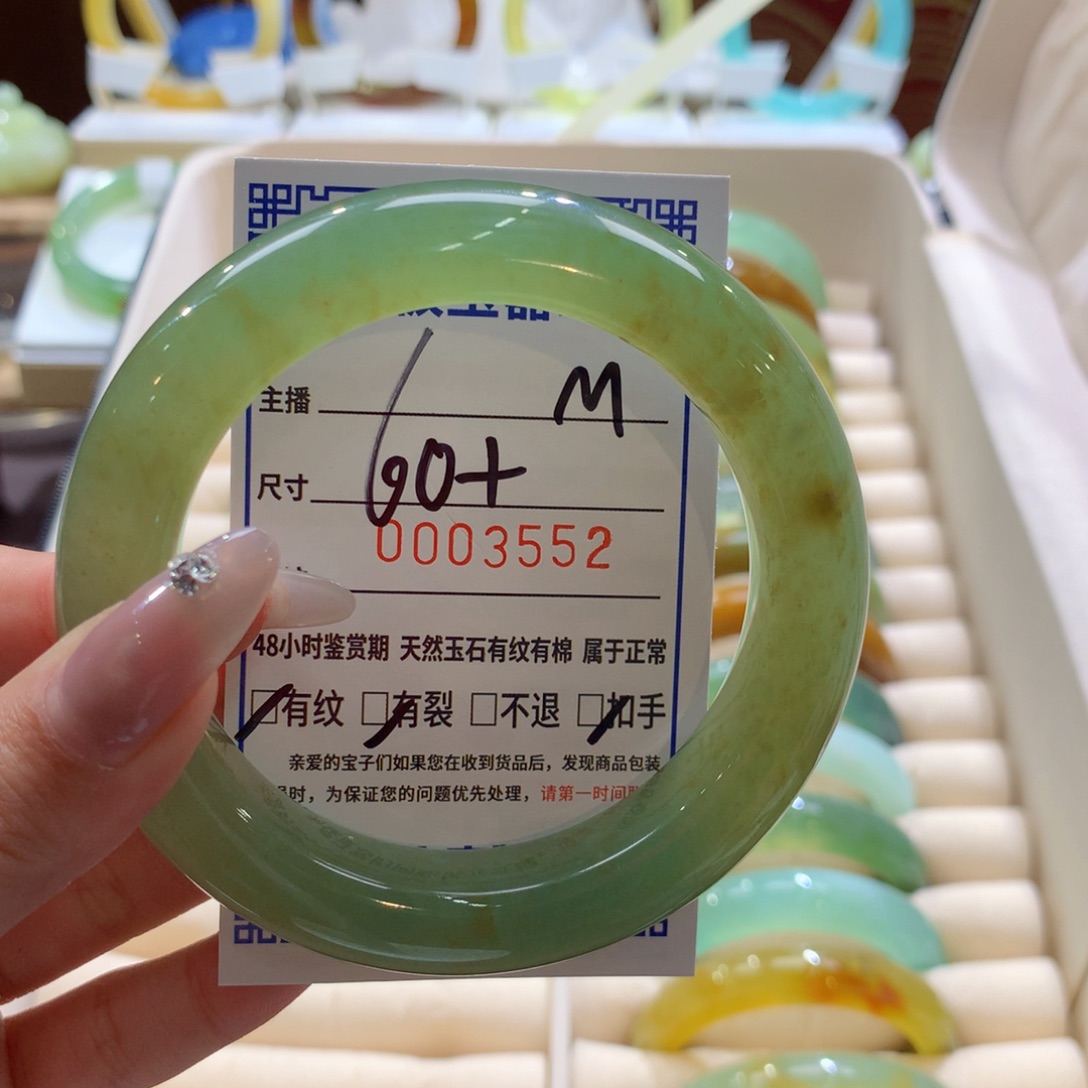 玉器
主播 M
尺寸 60+
0003552
48小时鉴赏期 天然玉石有纹有棉 属于正常
□有纹 □有裂 □不退 □扣手
亲爱的宝子们如果您在收到货品后，发现商品包装
时，为保证您的问题优先处理，请第一时间